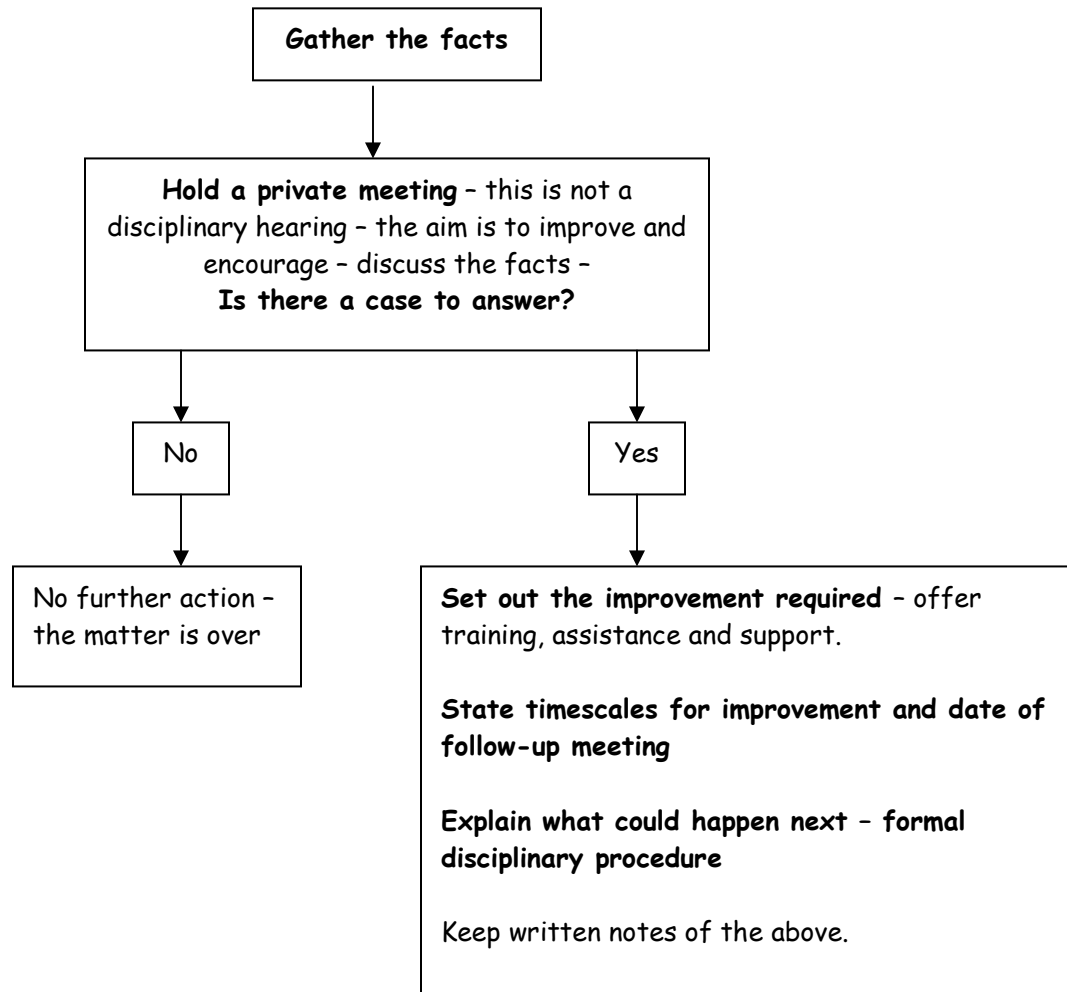 Gather the facts
Hold a private meeting – this is not a
disciplinary hearing – the aim is to improve and
encourage – discuss the facts –
Is there a case to answer?
No
Yes
No further action –
the matter is over
Set out the improvement required – offer
training, assistance and support.
State timescales for improvement and date of
follow-up meeting
Explain what could happen next – formal
disciplinary procedure
Keep written notes of the above.